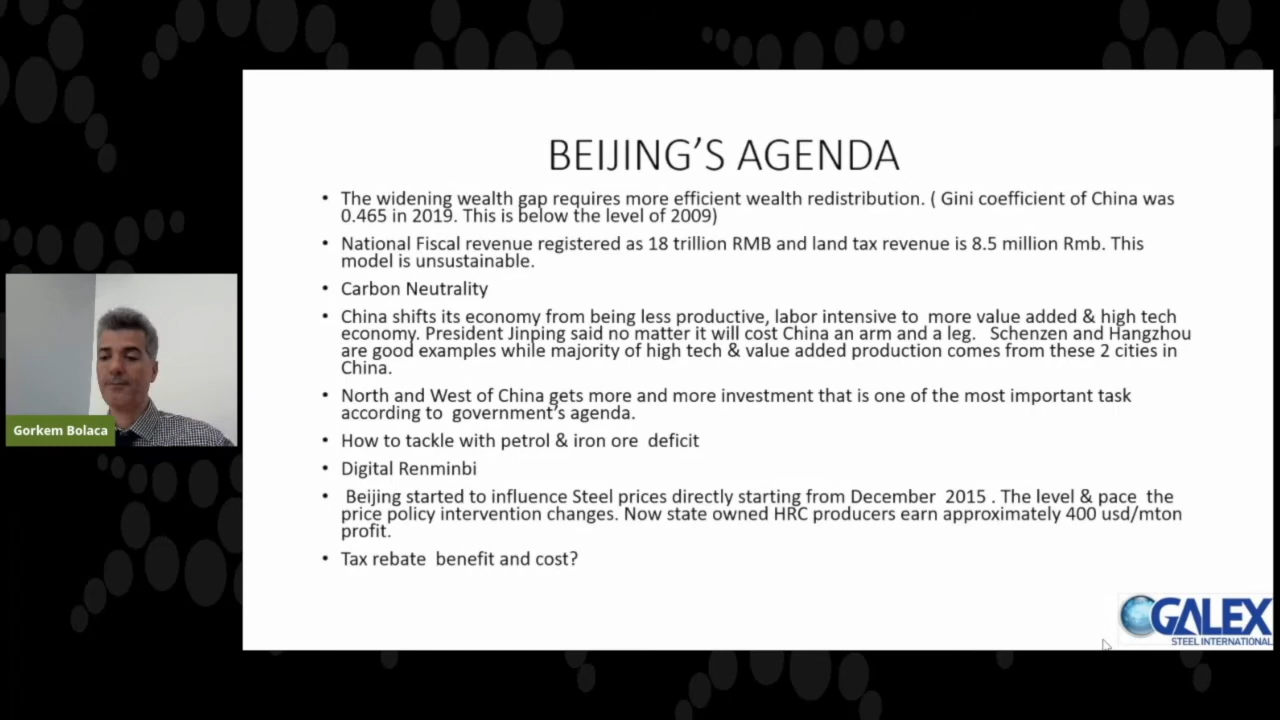 BEIJING’S AGENDA
• The widening wealth gap requires more efficient wealth redistribution. ( Gini coefficient of China was
0.465 in 2019. This is below the level of 2009)
• National Fiscal revenue registered as 18 trillion RMB and land tax revenue is 8.5 million Rmb. This
model is unsustainable.
• Carbon Neutrality
• China shifts its economy from being less productive, labor intensive to more value added & high tech
economy. President Jinping said no matter it will cost China an arm and a leg. Schenzen and Hangzhou
are good examples while majority of high tech & value added production comes from these 2 cities in
China.
• North and West of China gets more and more investment that is one of the most important task
according to government’s agenda.
• How to tackle with petrol & iron ore deficit
• Digital Renminbi
• Beijing started to influence Steel prices directly starting from December 2015 . The level & pace the
price policy intervention changes. Now state owned HRC producers earn approximately 400 usd/mton
profit.
• Tax rebate benefit and cost?
Gorkem Bolaca
GALEX
STEEL INTERNATIONAL